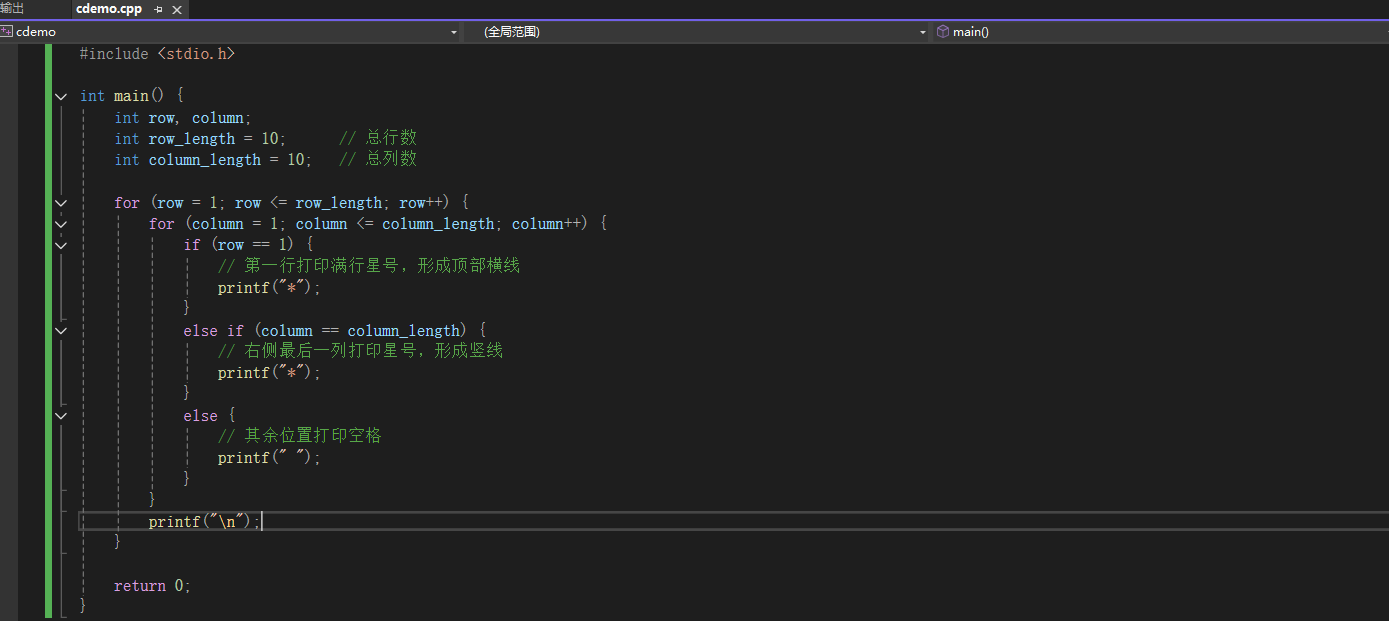 输出
cdemo.cpp
cdemo
(全局范围)
main()
#include <stdio.h>
int main() {
int row, column;
int row_length = 10; // 总行数
int column_length = 10; // 总列数
for (row = 1; row <= row_length; row++) {
for (column = 1; column <= column_length; column++) {
if (row == 1) {
// 第一行打印满行星号，形成顶部横线
printf("*");
}
else if (column == column_length) {
// 右侧最后一列打印星号，形成竖线
printf("*");
}
else {
// 其余位置打印空格
printf(" ");
}
}
printf("\n");
}
return 0;
}